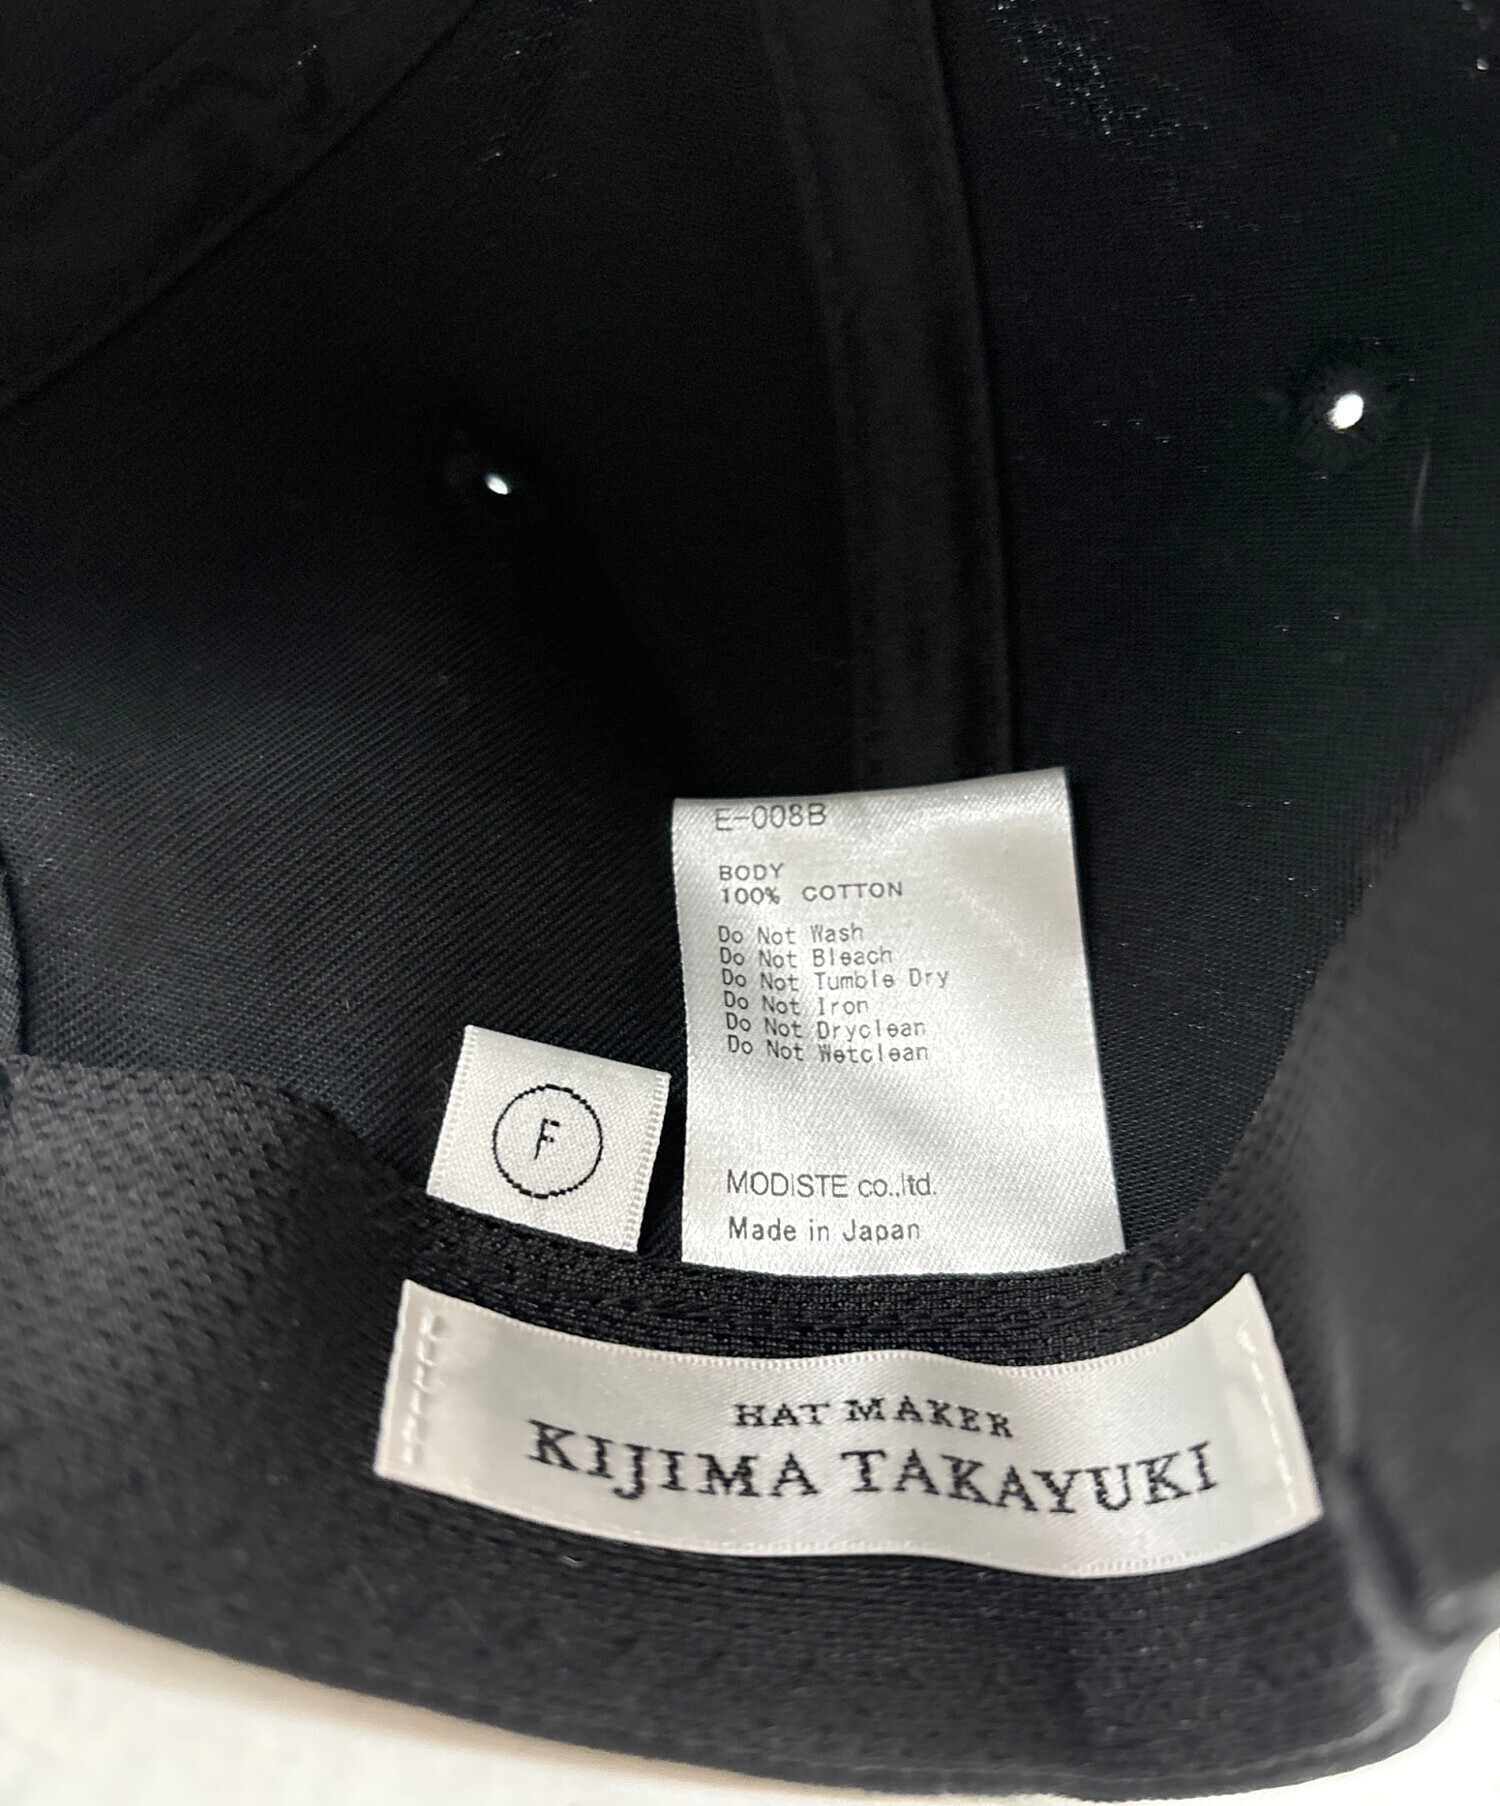 E-008B
BODY
100% COTTON
Do Not Wash
Do Not Bleach
Do Not Tumble Dry
Do Not Iron
Do Not Dryclean
Do Not Wetclean
MODISTE co.,ltd.
Made in Japan
F
HAT MAKER
KIJIMA TAKAYUKI